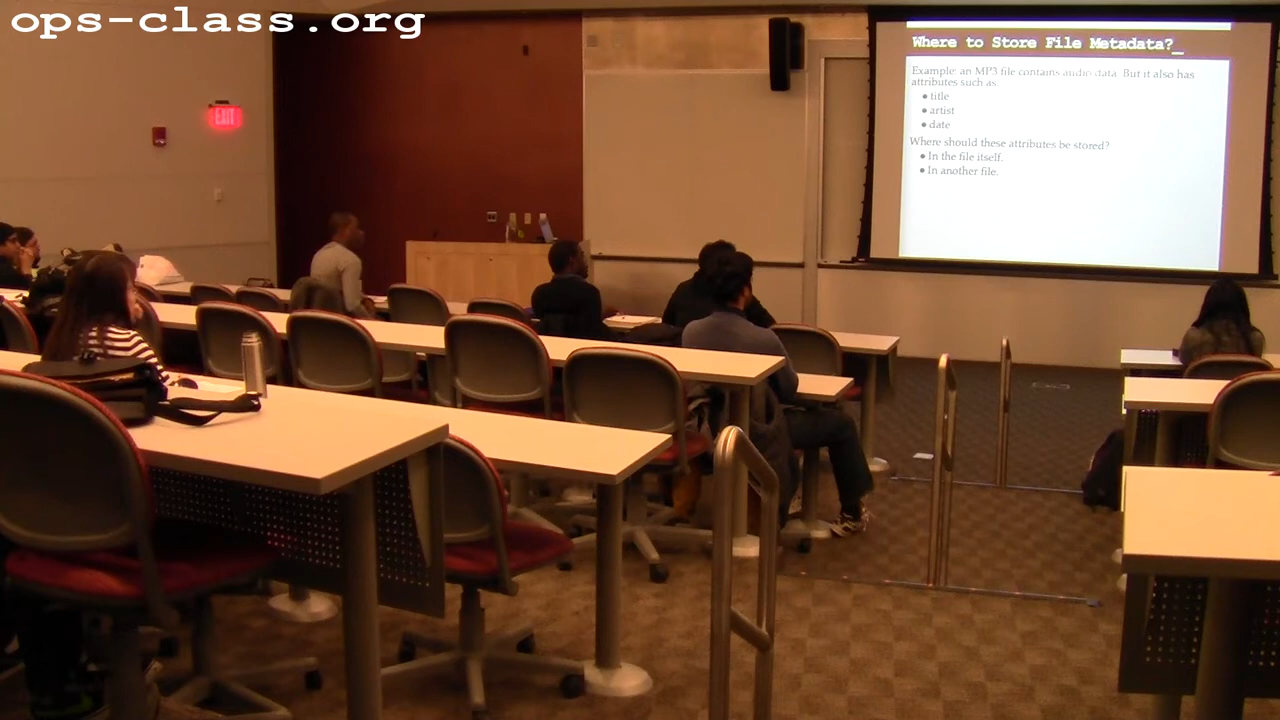 ops-class.org
EXIT
Where to Store File Metadata?_
Example: an MP3 file contains audio data. But it also has
attributes such as:
● title
● artist
● date
Where should these attributes be stored?
● In the file itself.
● In another file.